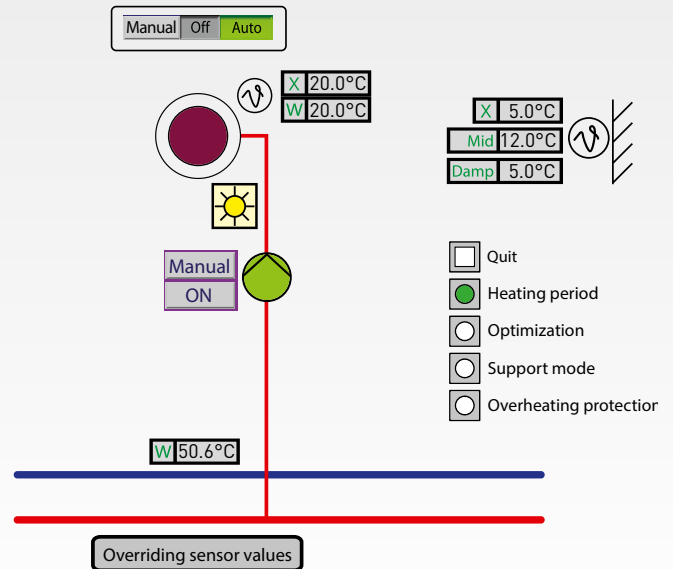 Manual Off Auto
X 20.0°C
W 20.0°C
X 5.0°C
Mid 12.0°C
Damp 5.0°C
Manual
ON
Quit
Heating period
Optimization
Support mode
Overheating protection
W 50.6°C
Overriding sensor values